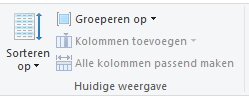 Sorteren op
Groeperen op
Kolommen toevoegen
Alle kolommen passend maken
Huidige weergave